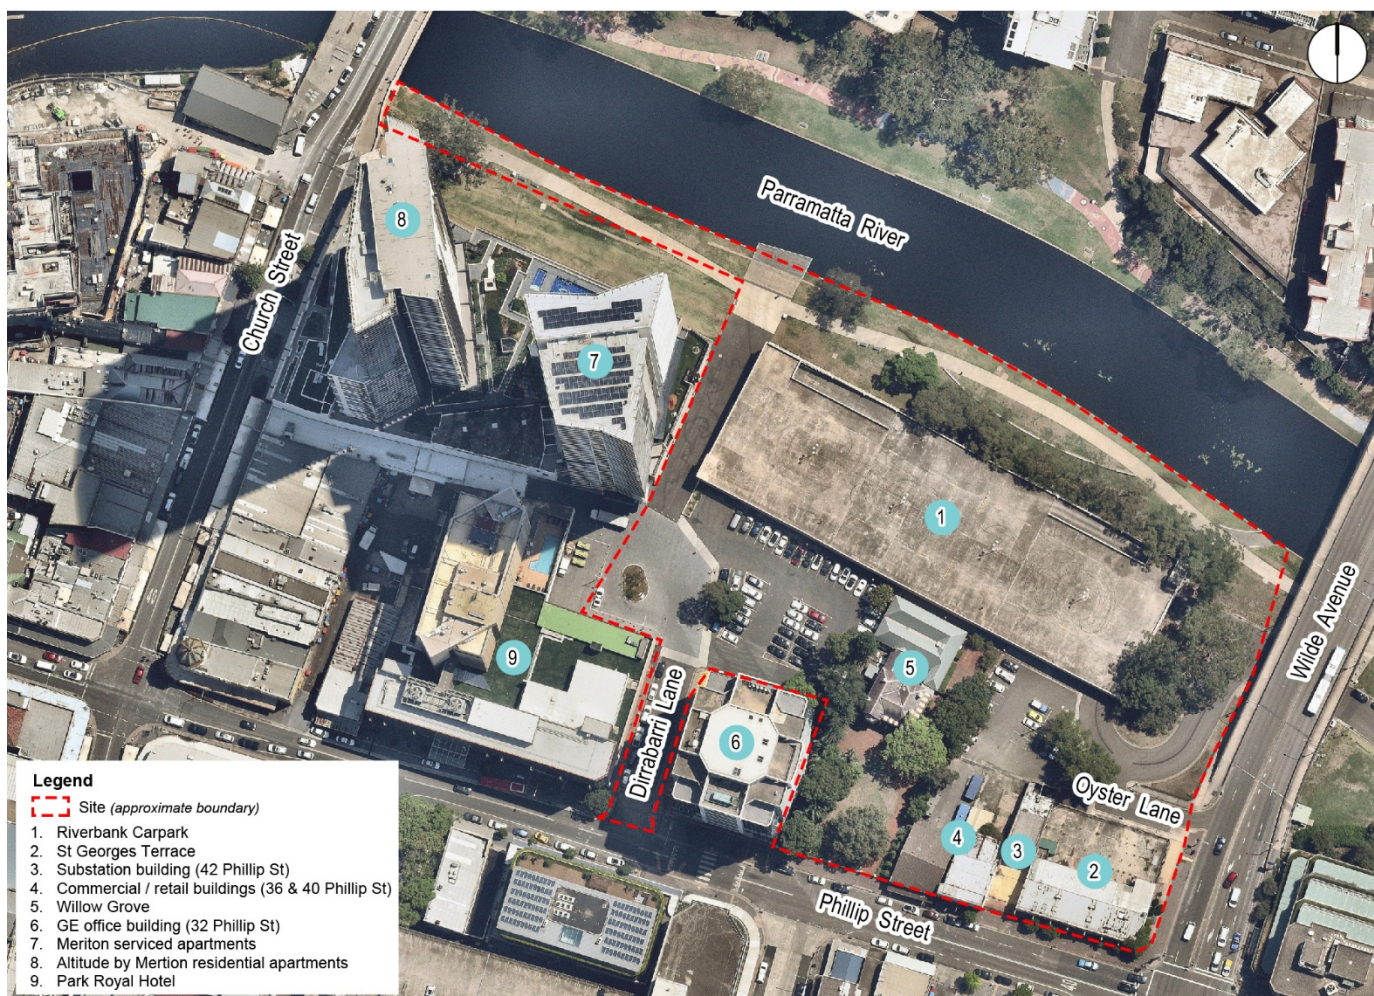 Parramatta River
Church Street
8
7
1
Wilde Avenue
5
9
Dirrabarri Lane
6
Oyster Lane
4
3
2
Phillip Street
Legend
Site (approximate boundary)
1. Riverbank Carpark
2. St Georges Terrace
3. Substation building (42 Phillip St)
4. Commercial / retail buildings (36 & 40 Phillip St)
5. Willow Grove
6. GE office building (32 Phillip St)
7. Meriton serviced apartments
8. Altitude by Mertion residential apartments
9. Park Royal Hotel
40